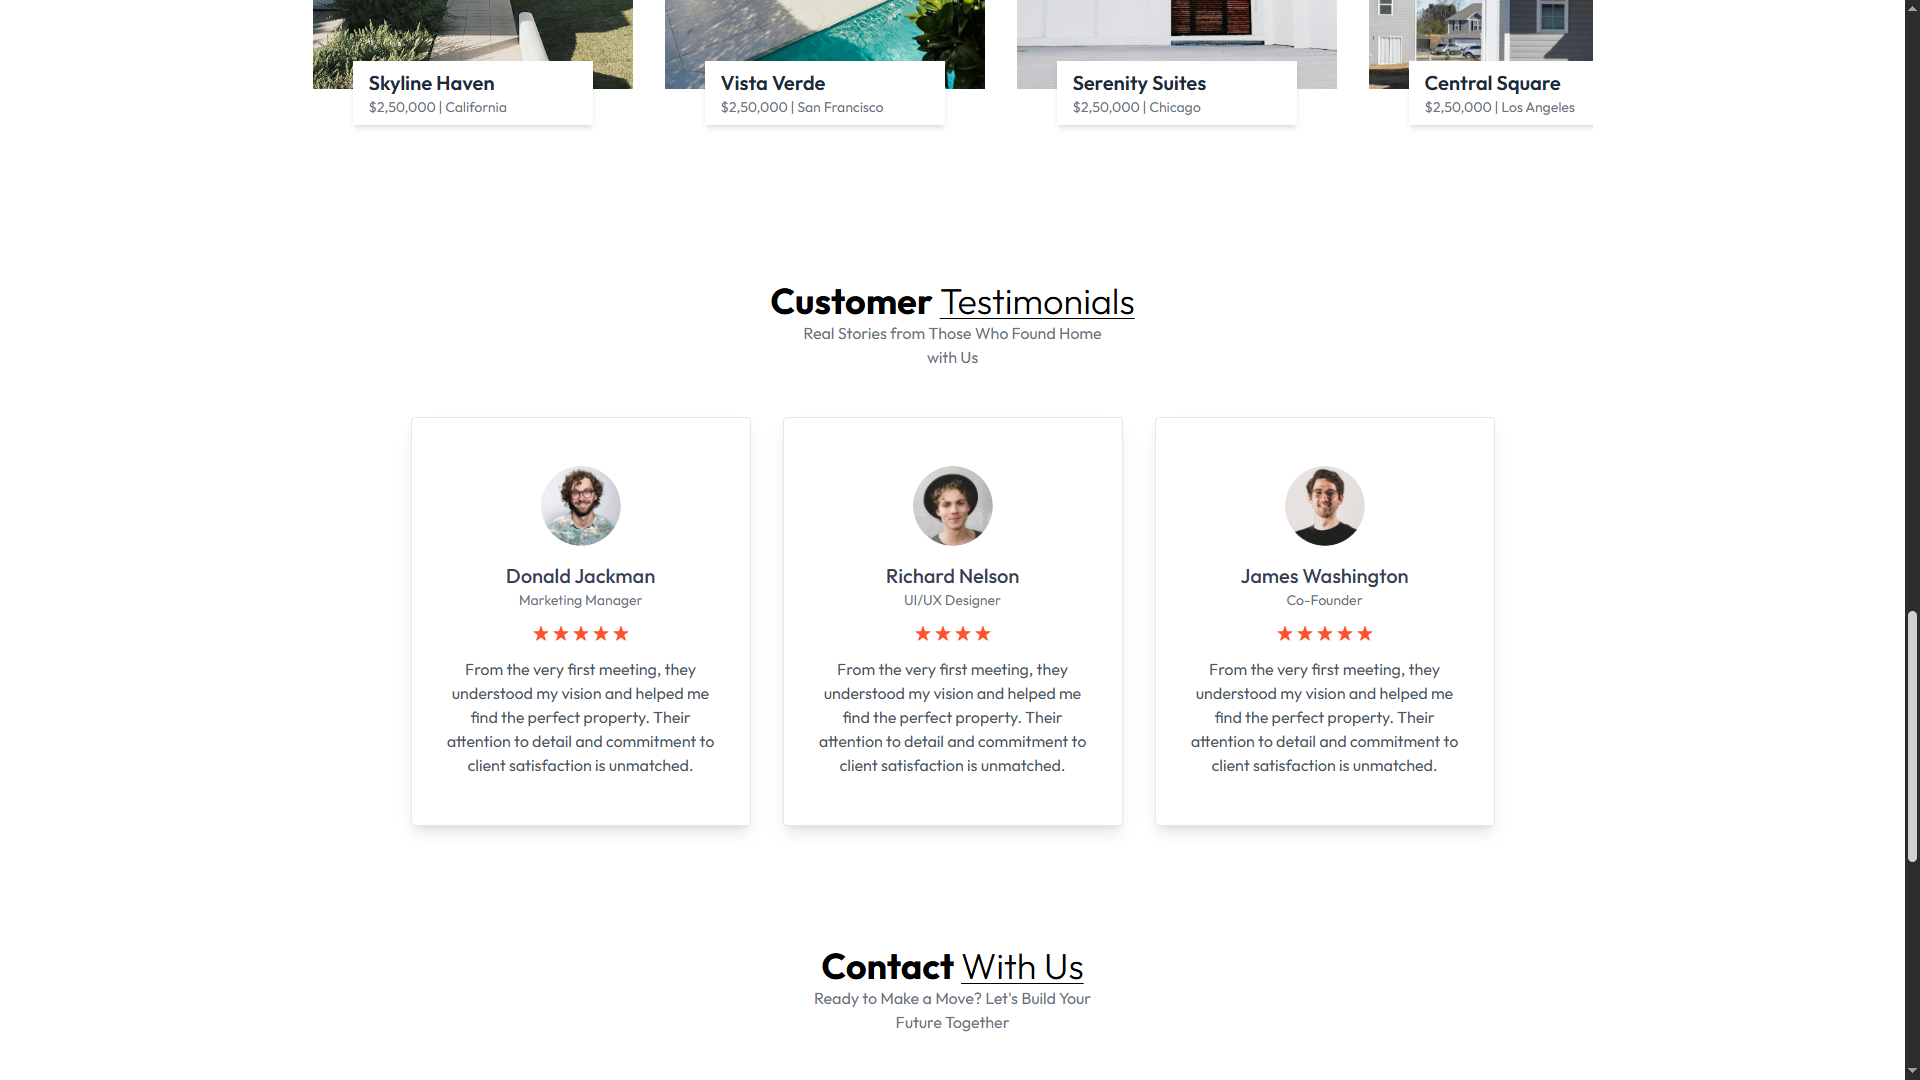 Skyline Haven
$2,50,000 | California
Vista Verde
$2,50,000 | San Francisco
Serenity Suites
$2,50,000 | Chicago
Central Square
$2,50,000 | Los Angeles
Customer Testimonials
Real Stories from Those Who Found Home
with Us
Donald Jackman
Marketing Manager
From the very first meeting, they
understood my vision and helped me
find the perfect property. Their
attention to detail and commitment to
client satisfaction is unmatched.
Richard Nelson
UI/UX Designer
From the very first meeting, they
understood my vision and helped me
find the perfect property. Their
attention to detail and commitment to
client satisfaction is unmatched.
James Washington
Co-Founder
From the very first meeting, they
understood my vision and helped me
find the perfect property. Their
attention to detail and commitment to
client satisfaction is unmatched.
Contact With Us
Ready to Make a Move? Let's Build Your
Future Together